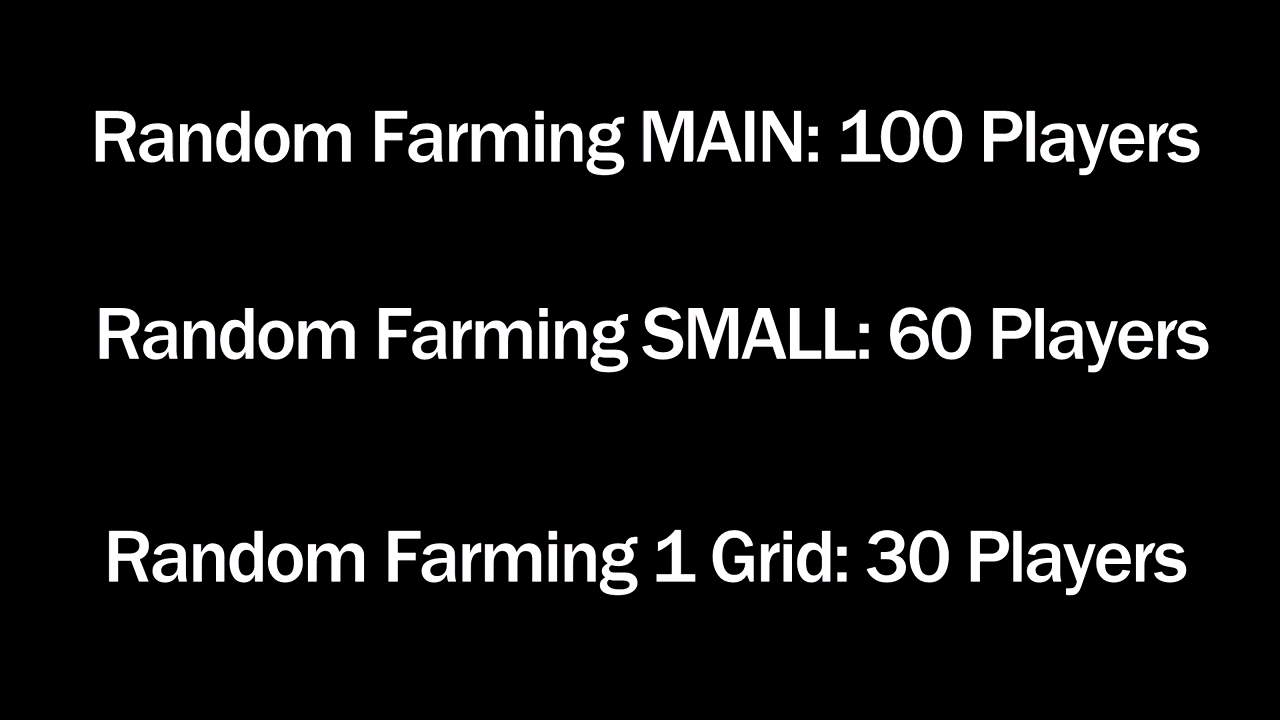 Random Farming MAIN: 100 Players
Random Farming SMALL: 60 Players
Random Farming 1 Grid: 30 Players